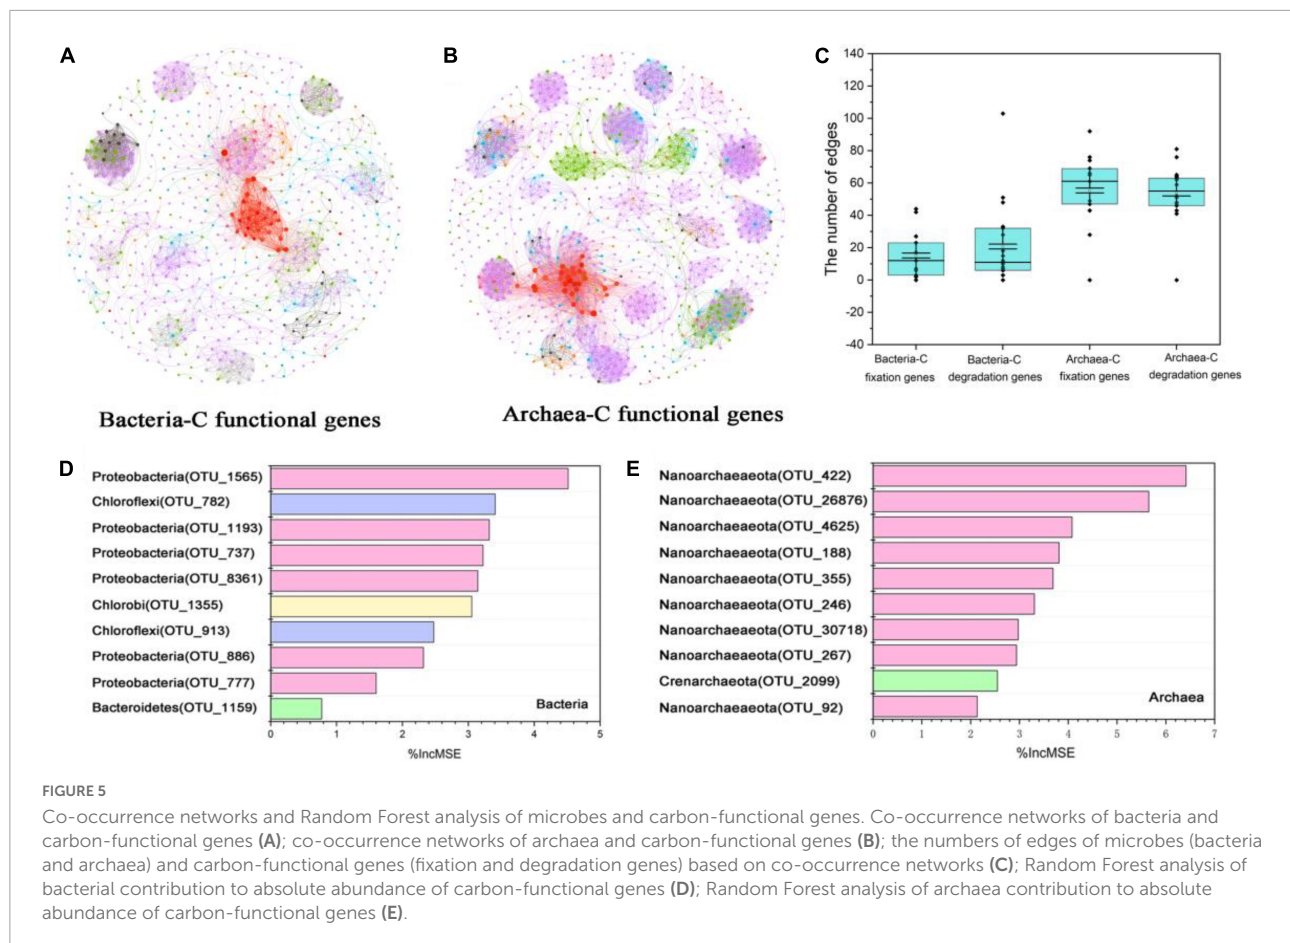 A
B
C
140
120
100
80
60
40
20
0
-20
-40
The number of edges
Bacteria-C
fixation genes
Bacteria-C
degradation genes
Archaea-C
fixation genes
Archaea-C
degradation genes
Bacteria-C functional genes
Archaea-C functional genes
D
Proteobacteria(OTU_1565)
Chloroflexi(OTU_782)
Proteobacteria(OTU_1193)
Proteobacteria(OTU_737)
Proteobacteria(OTU_8361)
Chlorobi(OTU_1355)
Chloroflexi(OTU_913)
Proteobacteria(OTU_886)
Proteobacteria(OTU_777)
Bacteroidetes(OTU_1159)
Bacteria
0 1 2 3 4 5
%IncMSE
E
Nanoarchaeaeota(OTU_422)
Nanoarchaeaeota(OTU_26876)
Nanoarchaeaeota(OTU_4625)
Nanoarchaeaeota(OTU_188)
Nanoarchaeaeota(OTU_355)
Nanoarchaeaeota(OTU_246)
Nanoarchaeaeota(OTU_30718)
Nanoarchaeaeota(OTU_267)
Crenarchaeota(OTU_2099)
Nanoarchaeaeota(OTU_92)
Archaea
0 1 2 3 4 5 6 7
%IncMSE
FIGURE 5
Co-occurrence networks and Random Forest analysis of microbes and carbon-functional genes. Co-occurrence networks of bacteria and
carbon-functional genes (A); co-occurrence networks of archaea and carbon-functional genes (B); the numbers of edges of microbes (bacteria
and archaea) and carbon-functional genes (fixation and degradation genes) based on co-occurrence networks (C); Random Forest analysis of
bacterial contribution to absolute abundance of carbon-functional genes (D); Random Forest analysis of archaea contribution to absolute
abundance of carbon-functional genes (E).